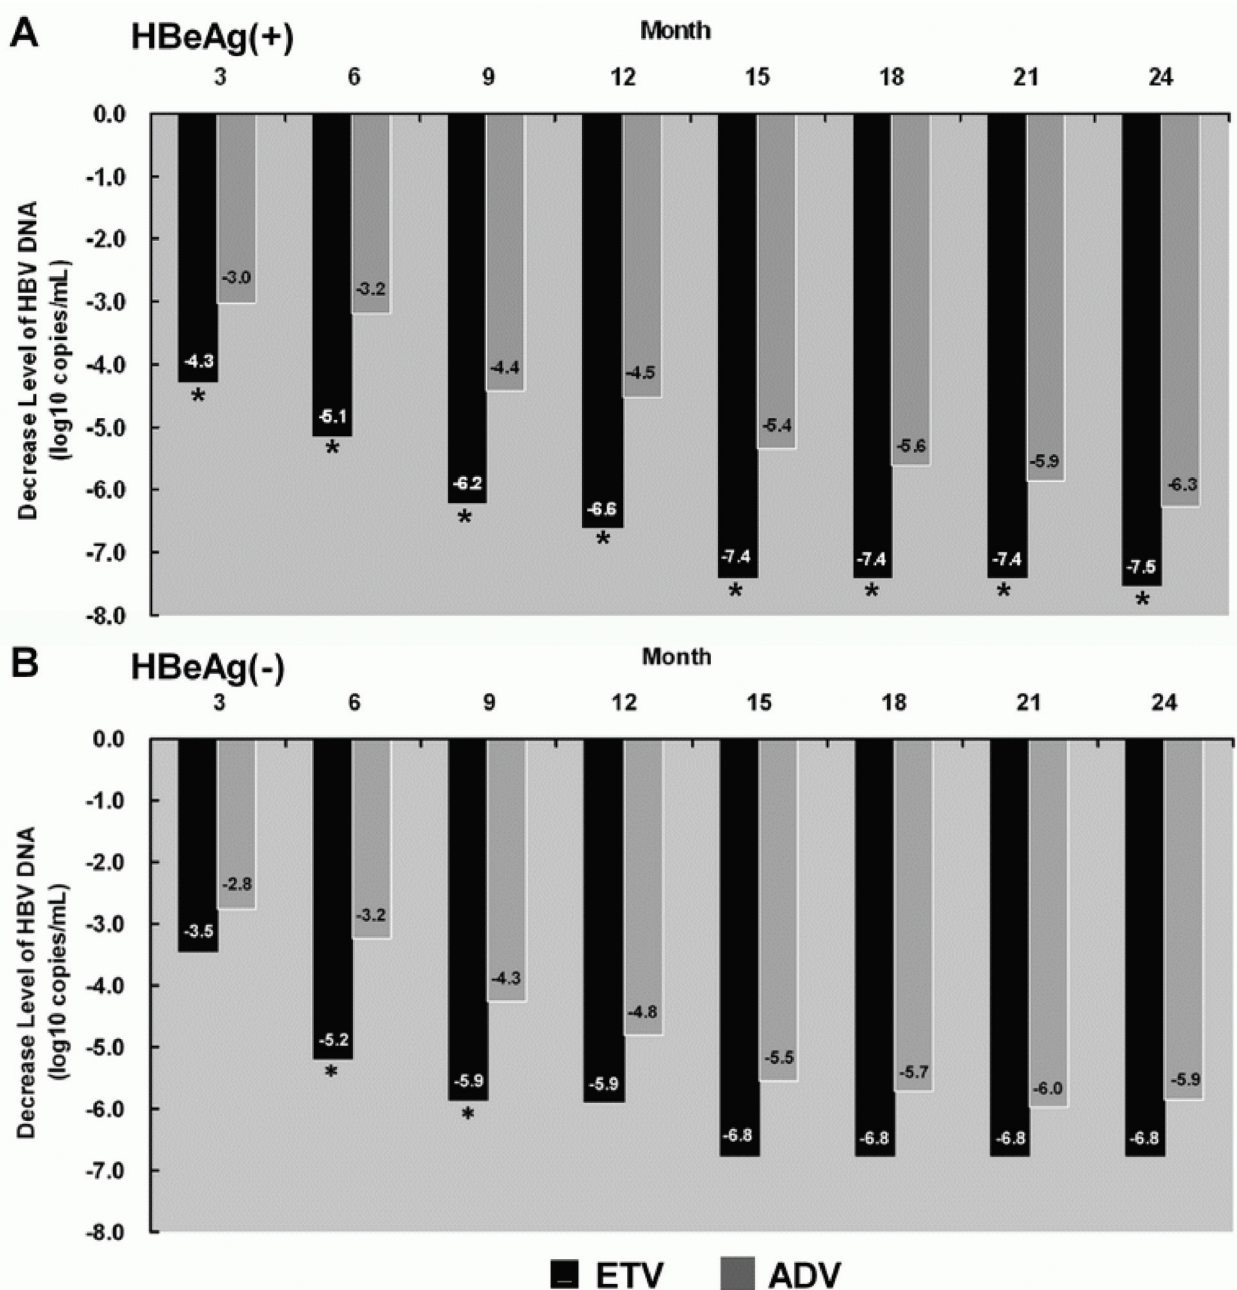 A
HBeAg(+)
Month
3 6 9 12 15 18 21 24
Decrease Level of HBV DNA
(log10 copies/mL)
0.0
-1.0
-2.0
-3.0
-4.0
-5.0
-6.0
-7.0
-8.0
-4.3 -3.0 -5.1 -3.2 -6.2 -4.4 -6.6 -4.5 -7.4 -5.4 -7.4 -5.6 -7.4 -5.9 -7.5 -6.3
* * * * * * * *
B
HBeAg(-)
Month
3 6 9 12 15 18 21 24
Decrease Level of HBV DNA
(log10 copies/mL)
0.0
-1.0
-2.0
-3.0
-4.0
-5.0
-6.0
-7.0
-8.0
-3.5 -2.8 -5.2 -3.2 -5.9 -4.3 -5.9 -4.8 -6.8 -5.5 -6.8 -5.7 -6.8 -6.0 -6.8 -5.9
* *
ETV ADV